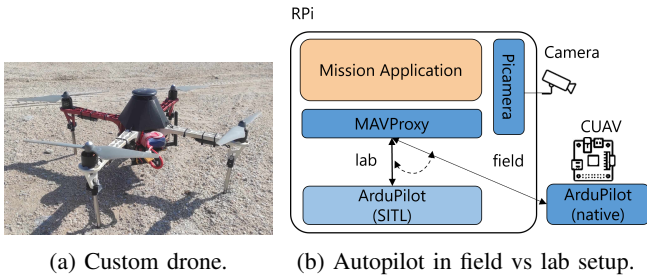 RPi
Mission Application
Picamera
Camera
MAVProxy
CUAV
lab
field
ArduPilot
(SITL)
ArduPilot
(native)
(a) Custom drone.
(b) Autopilot in field vs lab setup.